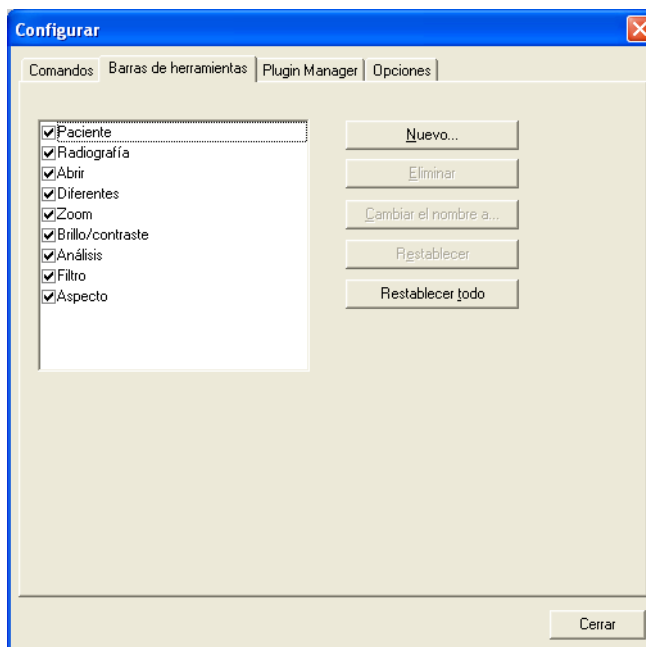 Configurar
Comandos Barras de herramientas Plugin Manager Opciones
Paciente
Radiografía
Abrir
Diferentes
Zoom
Brillo/contraste
Análisis
Filtro
Aspecto
Nuevo...
Eliminar
Cambiar el nombre a...
Restablecer
Restablecer todo
Cerrar